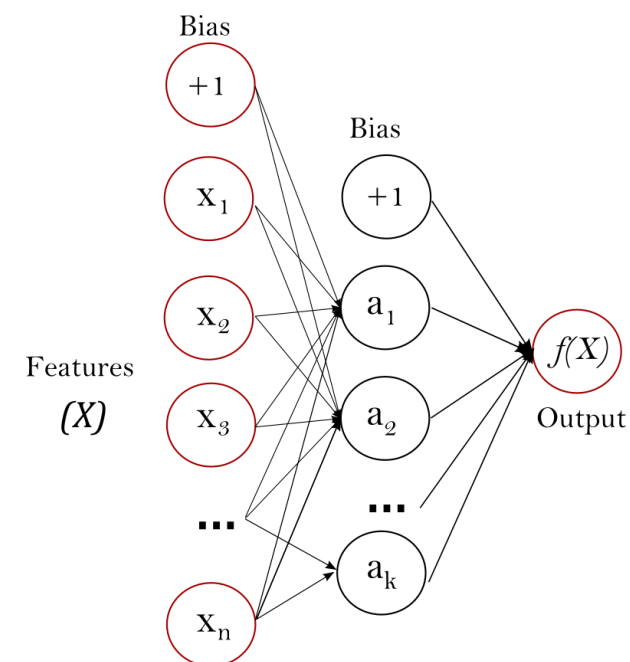 Bias
+1
x1
x2
x3
...
xn
Features
(X)
Bias
+1
a1
a2
...
ak
f(X)
Output